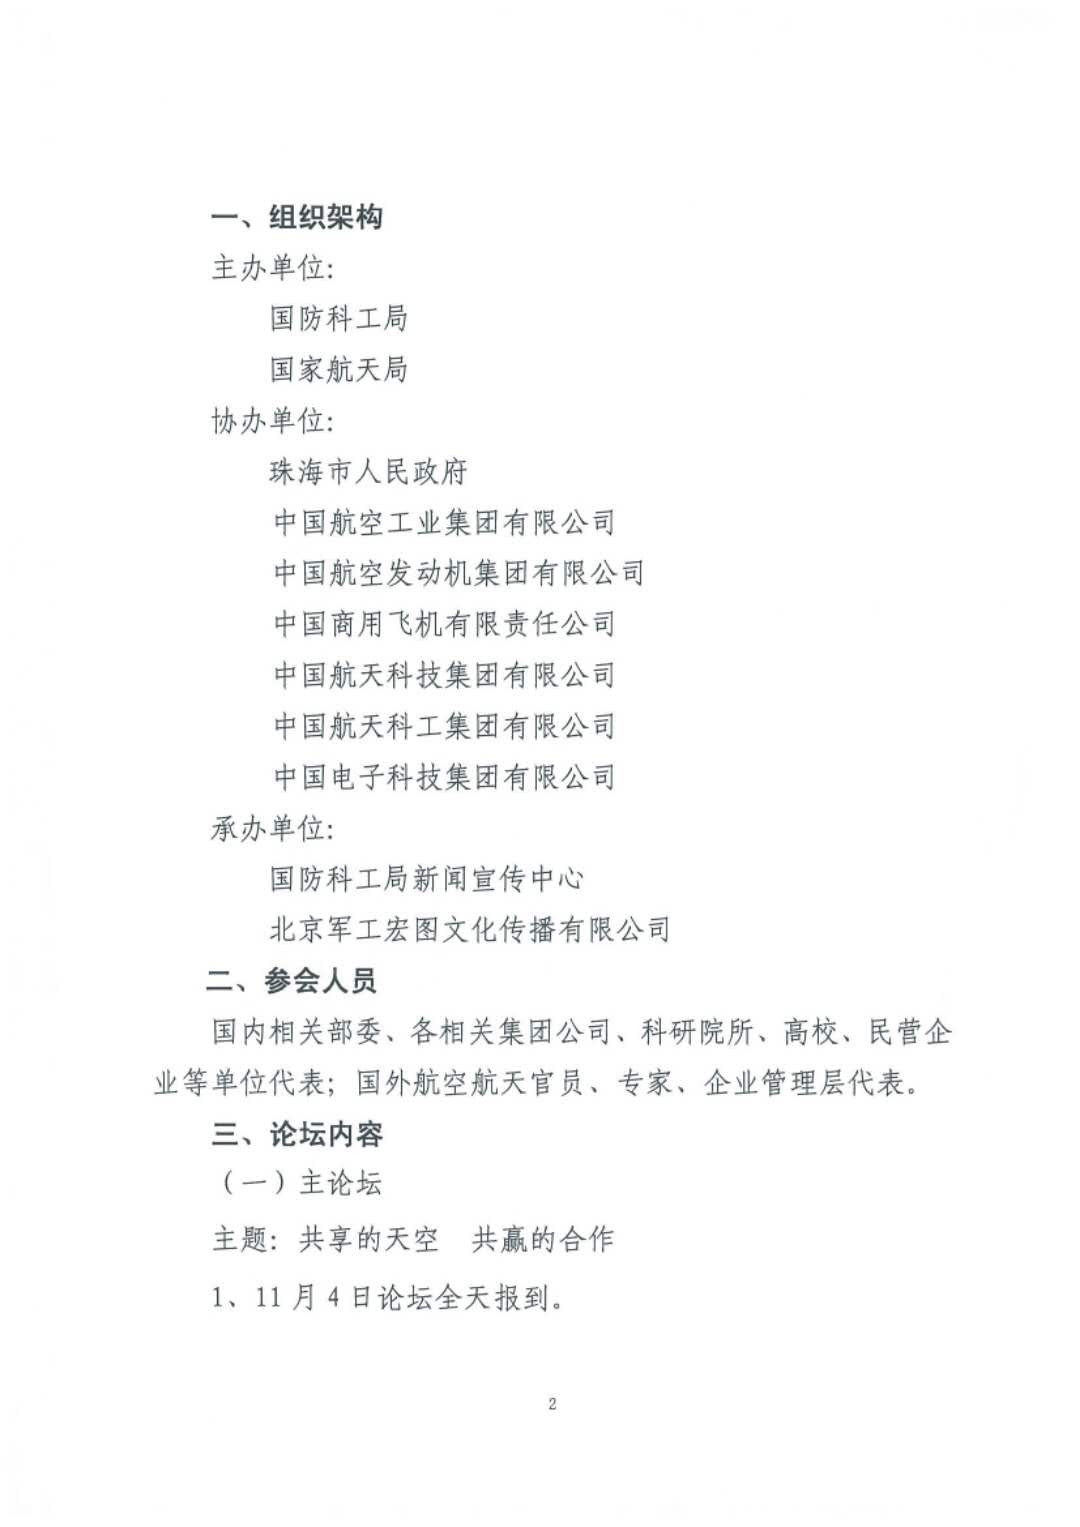 一、组织架构
主办单位:
国防科工局
国家航天局
协办单位:
珠海市人民政府
中国航空工业集团有限公司
中国航空发动机集团有限公司
中国商用飞机有限责任公司
中国航天科技集团有限公司
中国航天科工集团有限公司
中国电子科技集团有限公司
承办单位:
国防科工局新闻宣传中心
北京军工宏图文化传播有限公司
二、参会人员
国内相关部委、各相关集团公司、科研院所、高校、民营企
业等单位代表；国外航空航天官员、专家、企业管理层代表。
三、论坛内容
（一）主论坛
主题：共享的天空　共赢的合作
1、11 月 4 日论坛全天报到。
2